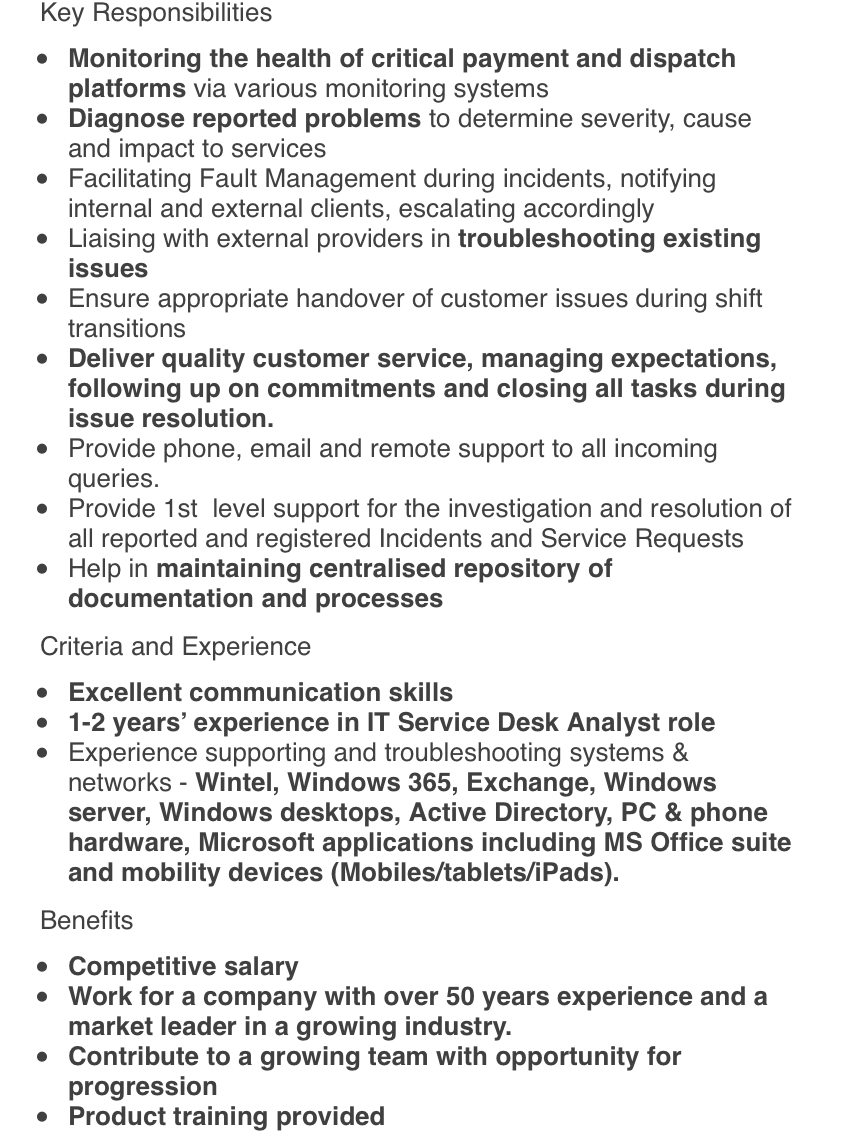 Key Responsibilities
• Monitoring the health of critical payment and dispatch
platforms via various monitoring systems
• Diagnose reported problems to determine severity, cause
and impact to services
• Facilitating Fault Management during incidents, notifying
internal and external clients, escalating accordingly
• Liaising with external providers in troubleshooting existing
issues
• Ensure appropriate handover of customer issues during shift
transitions
• Deliver quality customer service, managing expectations,
following up on commitments and closing all tasks during
issue resolution.
• Provide phone, email and remote support to all incoming
queries.
• Provide 1st  level support for the investigation and resolution of
all reported and registered Incidents and Service Requests
• Help in maintaining centralised repository of
documentation and processes
Criteria and Experience
• Excellent communication skills
• 1-2 years’ experience in IT Service Desk Analyst role
• Experience supporting and troubleshooting systems &
networks - Wintel, Windows 365, Exchange, Windows
server, Windows desktops, Active Directory, PC & phone
hardware, Microsoft applications including MS Office suite
and mobility devices (Mobiles/tablets/iPads).
Benefits
• Competitive salary
• Work for a company with over 50 years experience and a
market leader in a growing industry.
• Contribute to a growing team with opportunity for
progression
• Product training provided